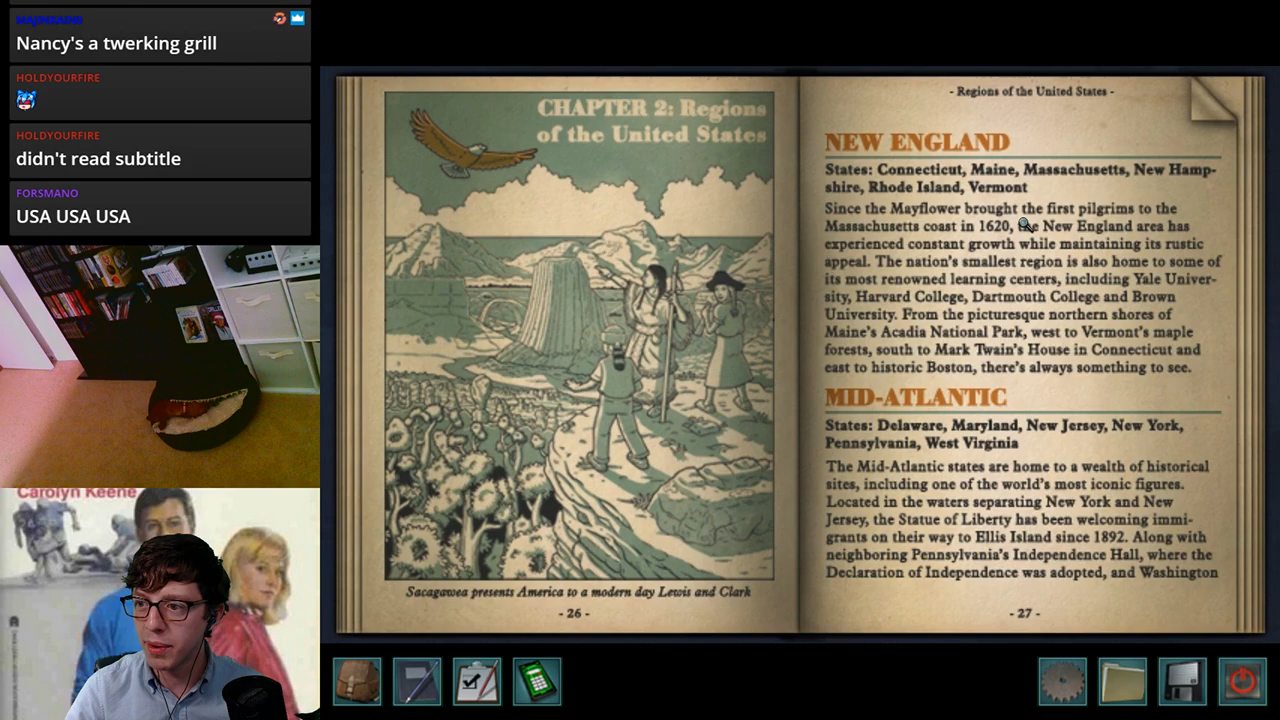 MAJINKAIN0
Nancy's a twerking grill
HOLDYOURFIRE
HOLDYOURFIRE
didn't read subtitle
FORSMANO
USA USA USA
Carolyn Keene
CHAPTER 2: Regions
of the United States
Sacagawea presents America to a modern day Lewis and Clark
- 26 -
- Regions of the United States -
NEW ENGLAND
States: Connecticut, Maine, Massachusetts, New Hamp-
shire, Rhode Island, Vermont
Since the Mayflower brought the first pilgrims to the
Massachusetts coast in 1620, the New England area has
experienced constant growth while maintaining its rustic
appeal. The nation's smallest region is also home to some of
its most renowned learning centers, including Yale Univer-
sity, Harvard College, Dartmouth College and Brown
University. From the picturesque northern shores of
Maine's Acadia National Park, west to Vermont's maple
forests, south to Mark Twain's House in Connecticut and
east to historic Boston, there's always something to see.
MID-ATLANTIC
States: Delaware, Maryland, New Jersey, New York,
Pennsylvania, West Virginia
The Mid-Atlantic states are home to a wealth of historical
sites, including one of the world's most iconic figures.
Located in the waters separating New York and New
Jersey, the Statue of Liberty has been welcoming immi-
grants on their way to Ellis Island since 1892. Along with
neighboring Pennsylvania's Independence Hall, where the
Declaration of Independence was adopted, and Washington
- 27 -